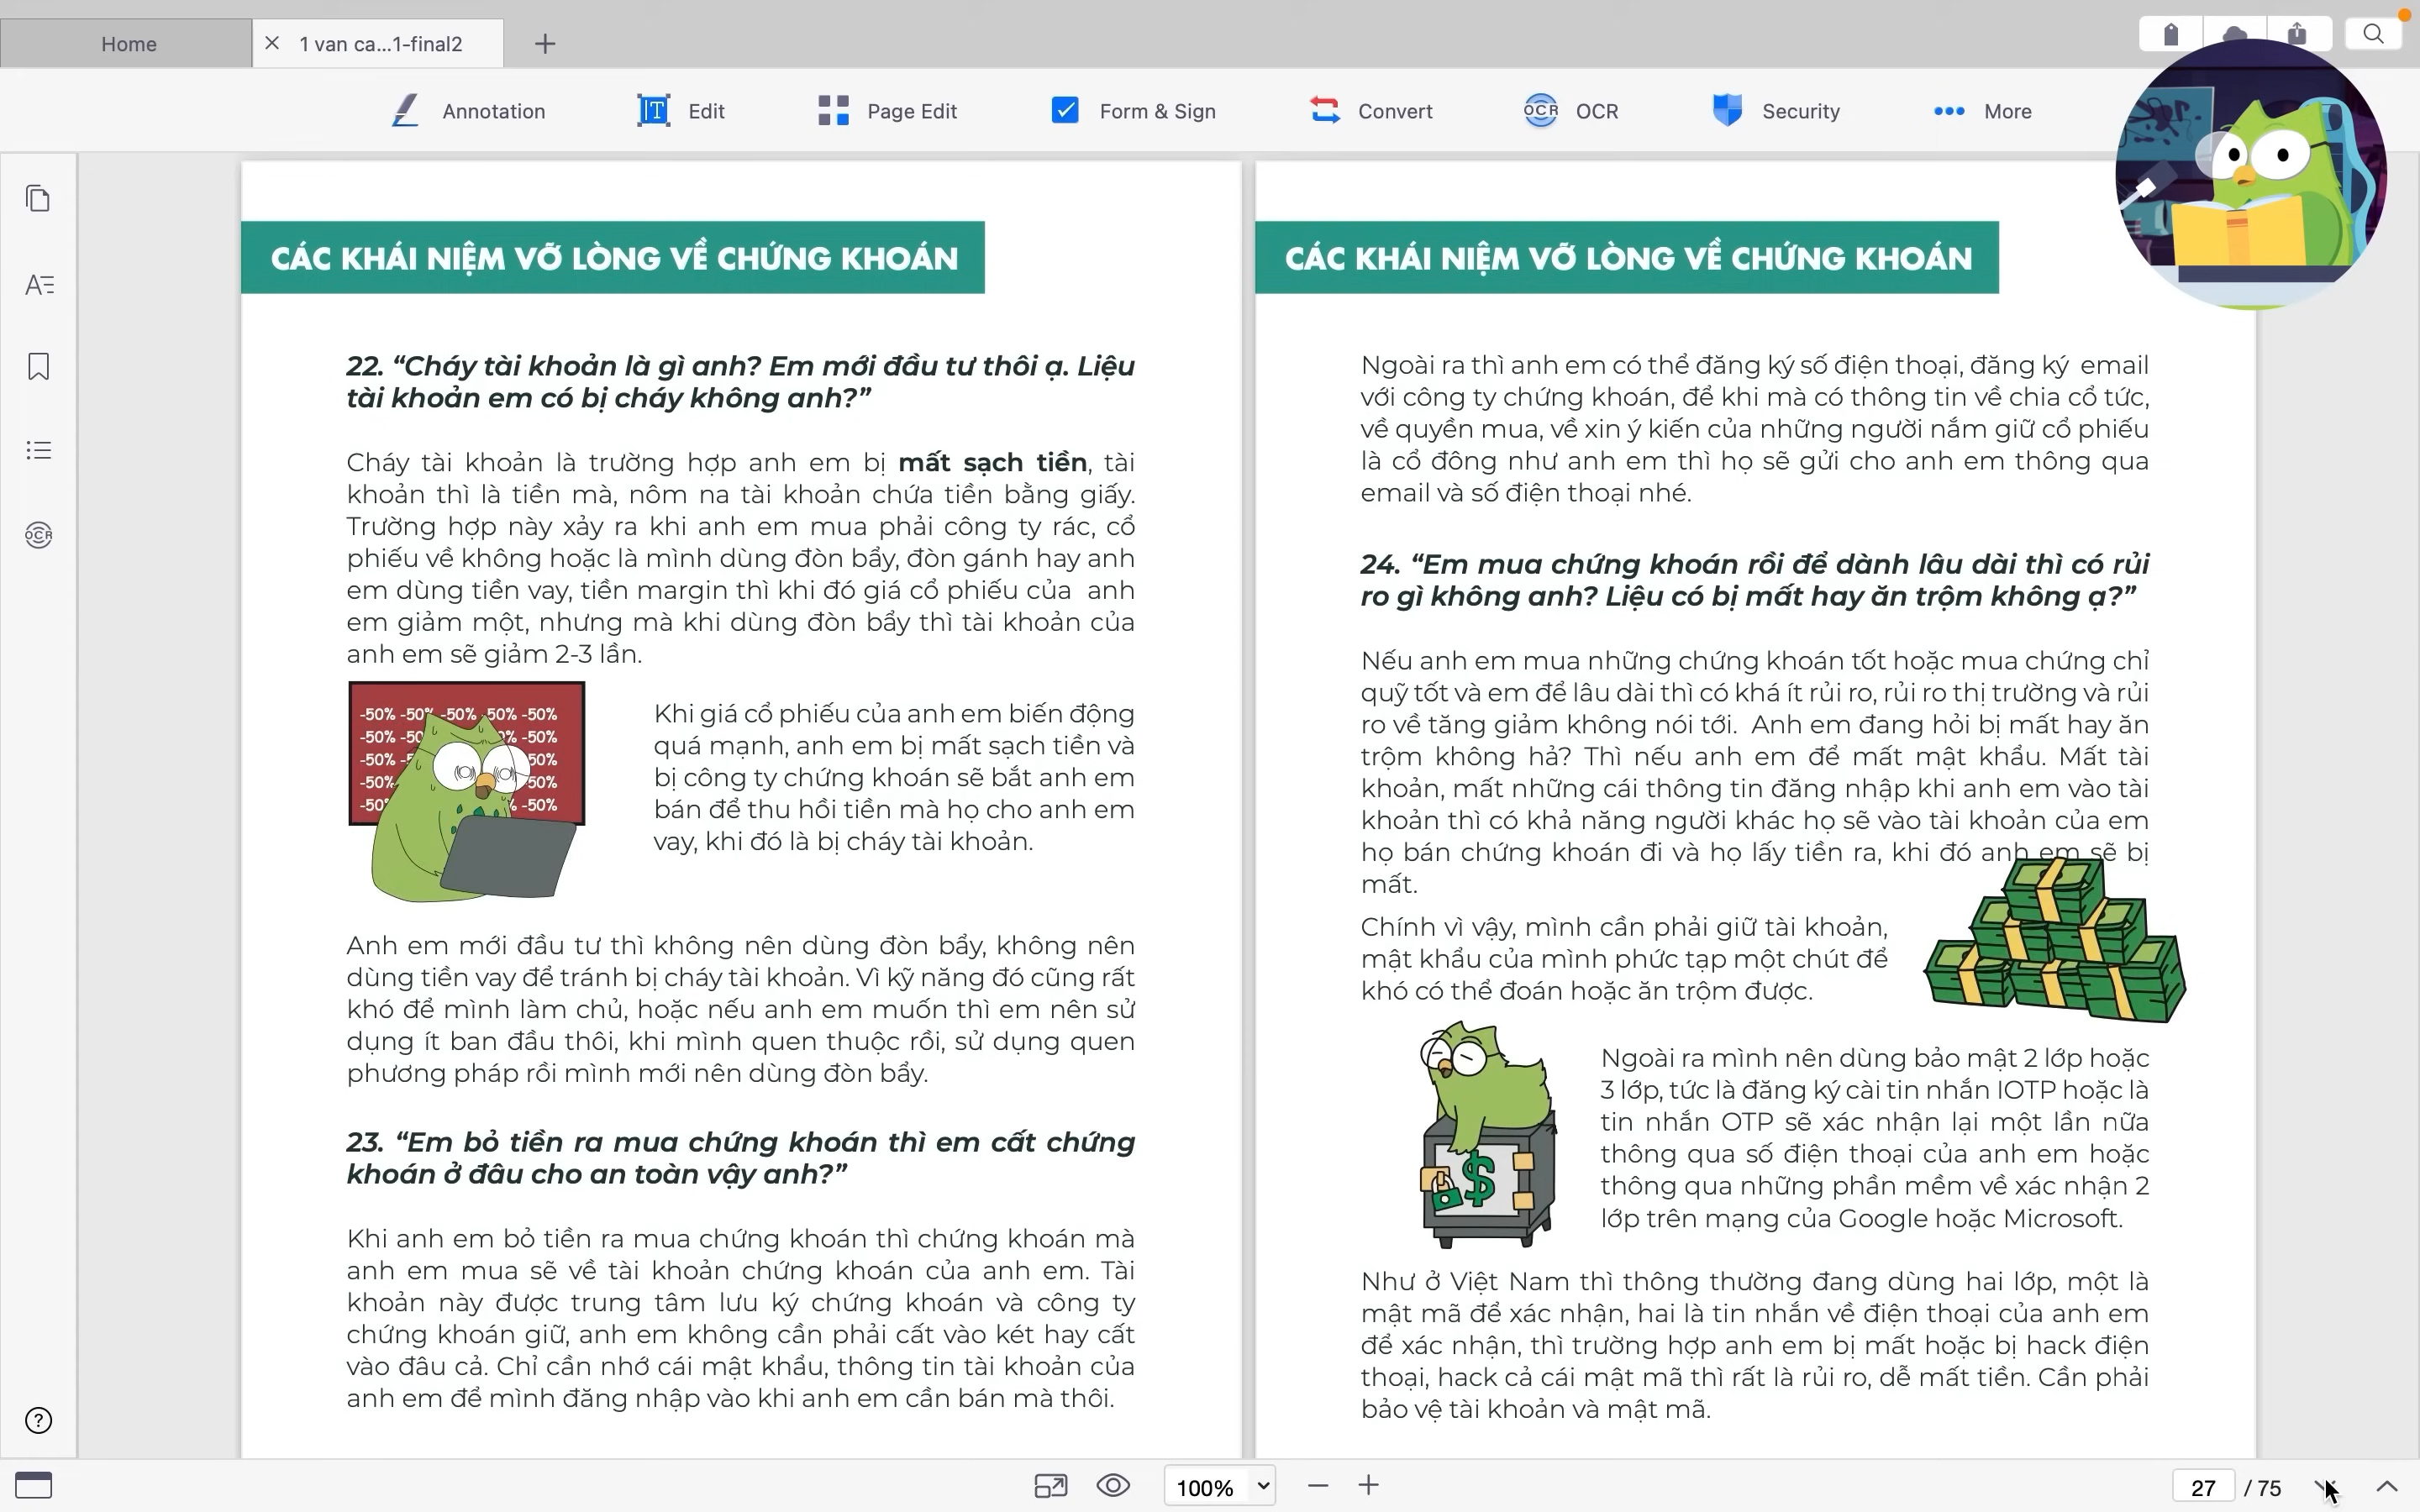 Home
1 van ca...1-final2
Annotation
Edit
Page Edit
Form & Sign
Convert
OCR
OCR
Security
More
CÁC KHÁI NIỆM VỠ LÒNG VỀ CHỨNG KHOÁN
22. “Cháy tài khoản là gì anh? Em mới đầu tư thôi ạ. Liệu
tài khoản em có bị cháy không anh?”
Cháy tài khoản là trường hợp anh em bị mất sạch tiền, tài
khoản thì là tiền mà, nôm na tài khoản chứa tiền bằng giấy.
Trường hợp này xảy ra khi anh em mua phải công ty rác, cổ
phiếu về không hoặc là mình dùng đòn bẩy, đòn gánh hay anh
em dùng tiền vay, tiền margin thì khi đó giá cổ phiếu của anh
em giảm một, nhưng mà khi dùng đòn bẩy thì tài khoản của
anh em sẽ giảm 2-3 lần.
-50% -50% -50% -50% -50%
-50% -50 0% -50%
-50% -5 50%
-50% 50%
-50 % -50%
Khi giá cổ phiếu của anh em biến động
quá mạnh, anh em bị mất sạch tiền và
bị công ty chứng khoán sẽ bắt anh em
bán để thu hồi tiền mà họ cho anh em
vay, khi đó là bị cháy tài khoản.
Anh em mới đầu tư thì không nên dùng đòn bẩy, không nên
dùng tiền vay để tránh bị cháy tài khoản. Vì kỹ năng đó cũng rất
khó để mình làm chủ, hoặc nếu anh em muốn thì em nên sử
dụng ít ban đầu thôi, khi mình quen thuộc rồi, sử dụng quen
phương pháp rồi mình mới nên dùng đòn bẩy.
23. “Em bỏ tiền ra mua chứng khoán thì em cất chứng
khoán ở đâu cho an toàn vậy anh?”
Khi anh em bỏ tiền ra mua chứng khoán thì chứng khoán mà
anh em mua sẽ về tài khoản chứng khoán của anh em. Tài
khoản này được trung tâm lưu ký chứng khoán và công ty
chứng khoán giữ, anh em không cần phải cất vào két hay cất
vào đâu cả. Chỉ cần nhớ cái mật khẩu, thông tin tài khoản của
anh em để mình đăng nhập vào khi anh em cần bán mà thôi.
CÁC KHÁI NIỆM VỠ LÒNG VỀ CHỨNG KHOÁN
Ngoài ra thì anh em có thể đăng ký số điện thoại, đăng ký email
với công ty chứng khoán, để khi mà có thông tin về chia cổ tức,
về quyền mua, về xin ý kiến của những người nắm giữ cổ phiếu
là cổ đông như anh em thì họ sẽ gửi cho anh em thông qua
email và số điện thoại nhé.
24. “Em mua chứng khoán rồi để dành lâu dài thì có rủi
ro gì không anh? Liệu có bị mất hay ăn trộm không ạ?”
Nếu anh em mua những chứng khoán tốt hoặc mua chứng chỉ
quỹ tốt và em để lâu dài thì có khá ít rủi ro, rủi ro thị trường và rủi
ro về tăng giảm không nói tới. Anh em đang hỏi bị mất hay ăn
trộm không hả? Thì nếu anh em để mất mật khẩu. Mất tài
khoản, mất những cái thông tin đăng nhập khi anh em vào tài
khoản thì có khả năng người khác họ sẽ vào tài khoản của em
họ bán chứng khoán đi và họ lấy tiền ra, khi đó anh em sẽ bị
mất.
Chính vì vậy, mình cần phải giữ tài khoản,
mật khẩu của mình phức tạp một chút để
khó có thể đoán hoặc ăn trộm được.
$
Ngoài ra mình nên dùng bảo mật 2 lớp hoặc
3 lớp, tức là đăng ký cài tin nhắn IOTP hoặc là
tin nhắn OTP sẽ xác nhận lại một lần nữa
thông qua số điện thoại của anh em hoặc
thông qua những phần mềm về xác nhận 2
lớp trên mạng của Google hoặc Microsoft.
Như ở Việt Nam thì thông thường đang dùng hai lớp, một là
mật mã để xác nhận, hai là tin nhắn về điện thoại của anh em
để xác nhận, thì trường hợp anh em bị mất hoặc bị hack điện
thoại, hack cả cái mật mã thì rất là rủi ro, dễ mất tiền. Cần phải
bảo vệ tài khoản và mật mã.
OCR
100%
27 / 75